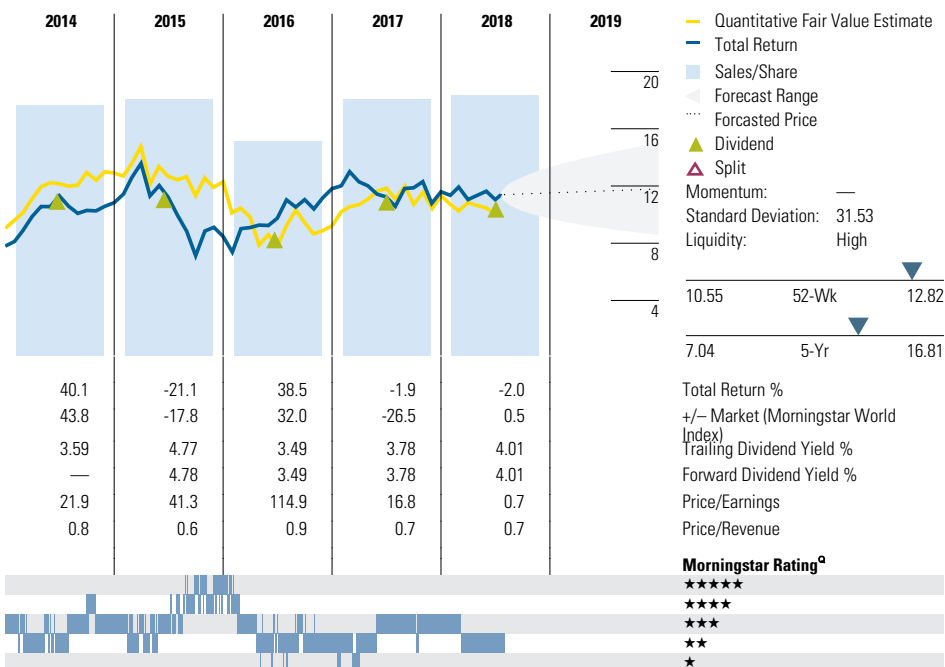 2014 2015 2016 2017 2018 2019
Quantitative Fair Value Estimate
Total Return
Sales/Share
Forecast Range
Forcasted Price
Dividend
Split
Momentum: —
Standard Deviation: 31.53
Liquidity: High
20
16
12
8
4
10.55 52-Wk 12.82
7.04 5-Yr 16.81
40.1 -21.1 38.5 -1.9 -2.0 Total Return %
43.8 -17.8 32.0 -26.5 0.5 +/– Market (Morningstar World
Index)
3.59 4.77 3.49 3.78 4.01 Trailing Dividend Yield %
— 4.78 3.49 3.78 4.01 Forward Dividend Yield %
21.9 41.3 114.9 16.8 0.7 Price/Earnings
0.8 0.6 0.9 0.7 0.7 Price/Revenue
Morningstar RatingQ
★★★★★
★★★★
★★★
★★
★